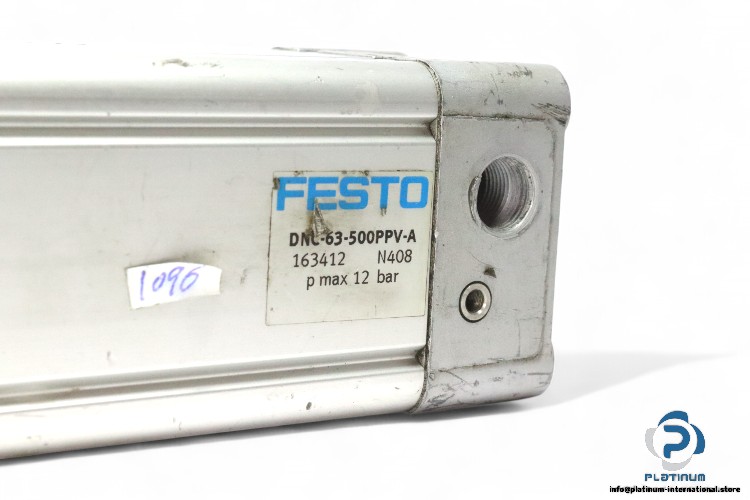 FESTO
DNC-63-500PPV-A
163412 N408
p max 12 bar
1096
PLATINUM
info@platinum-international.store